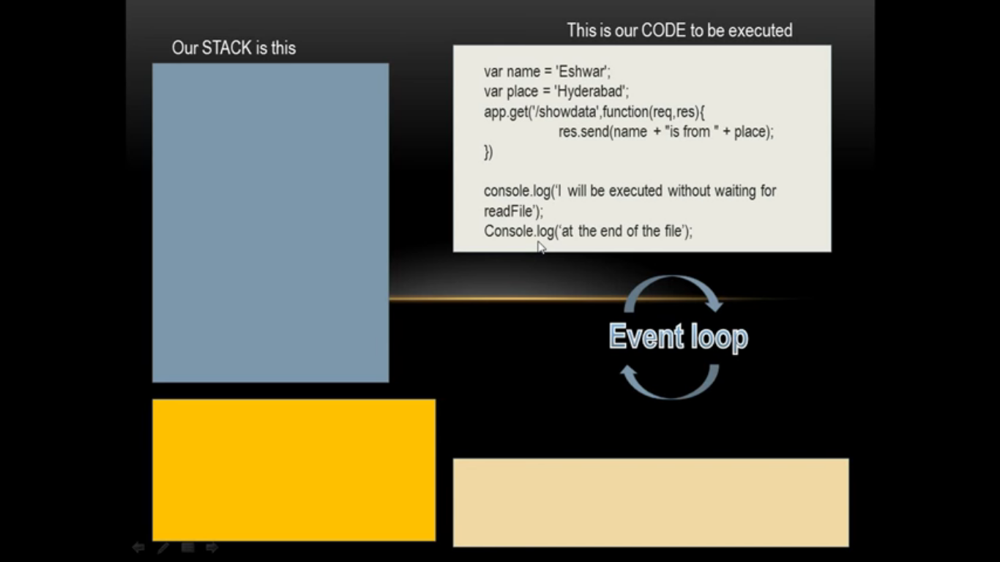 Our STACK is this
This is our CODE to be executed
var name = 'Eshwar';
var place = 'Hyderabad';
app.get('/showdata',function(req,res){
res.send(name + "is from " + place);
})
console.log(‘I will be executed without waiting for
readFile’);
Console.log(‘at the end of the file’);
Event loop